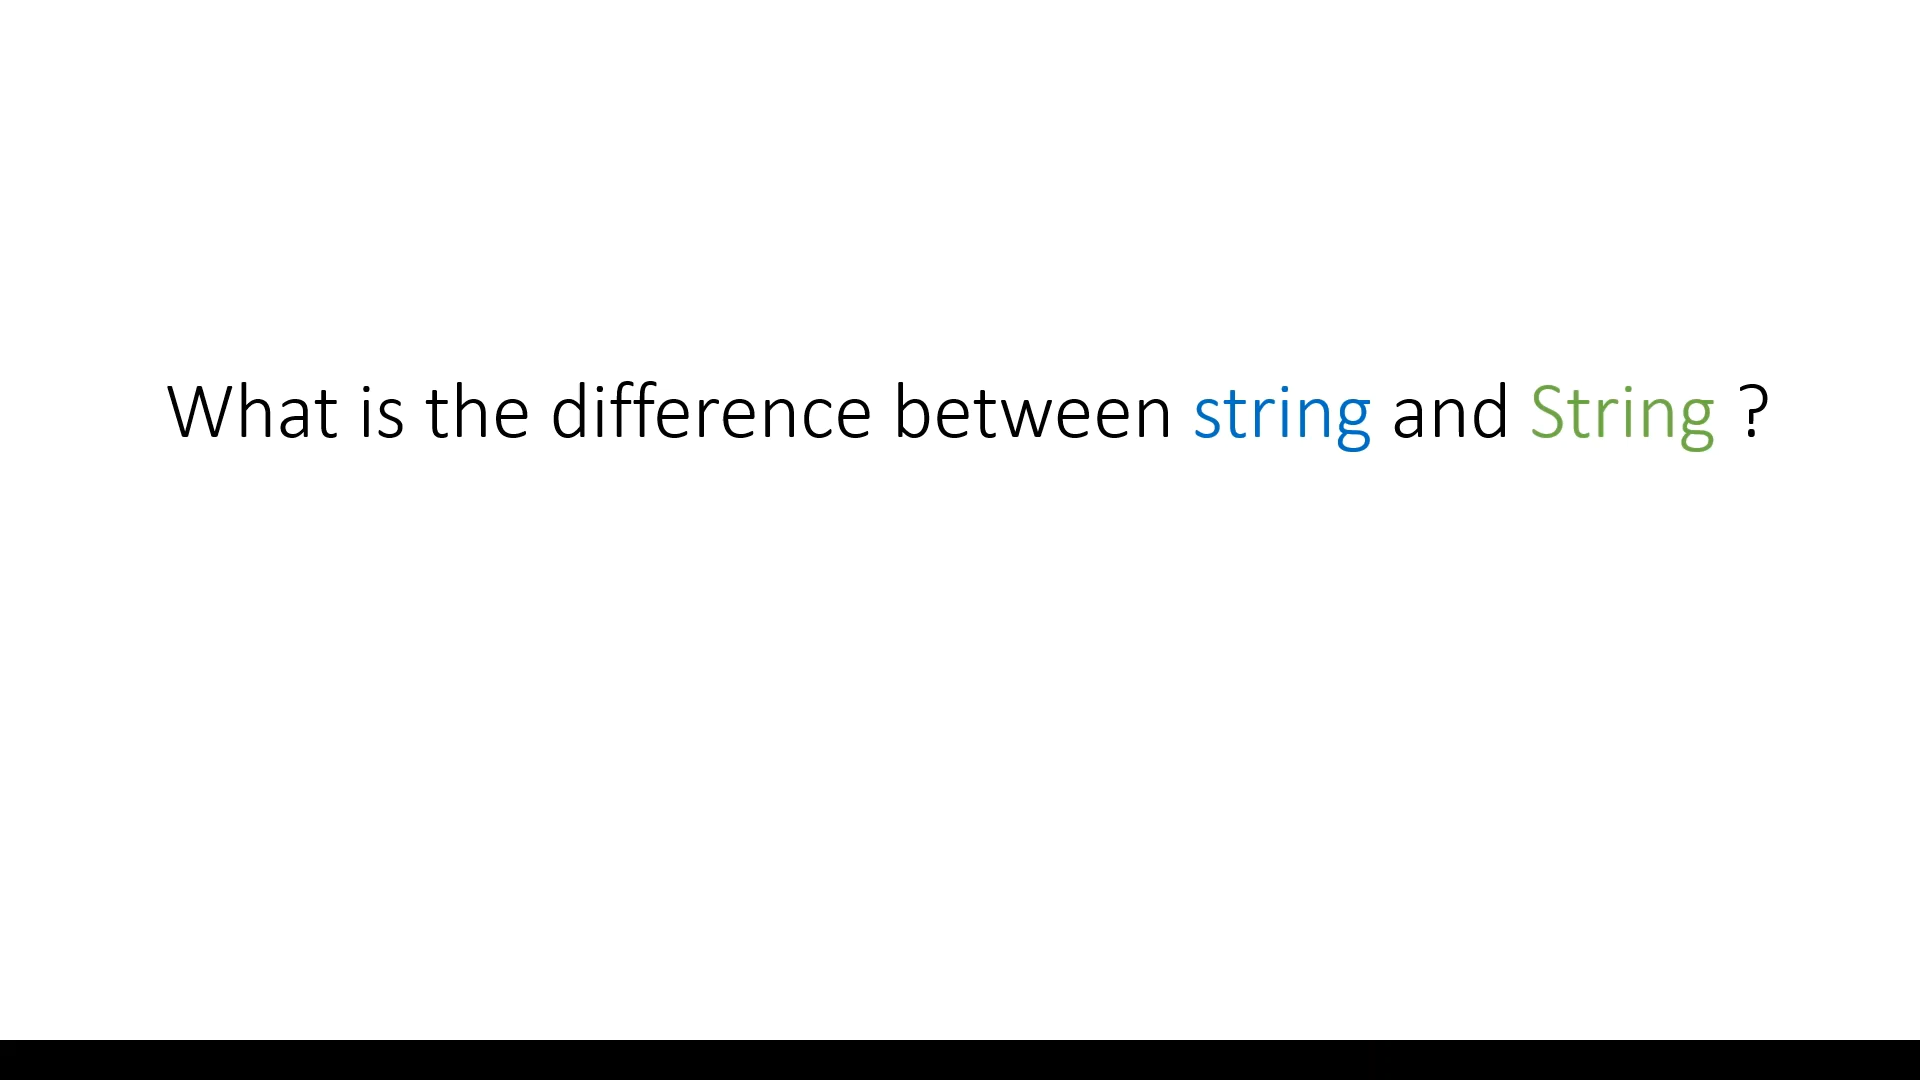 What is the difference between string and String ?